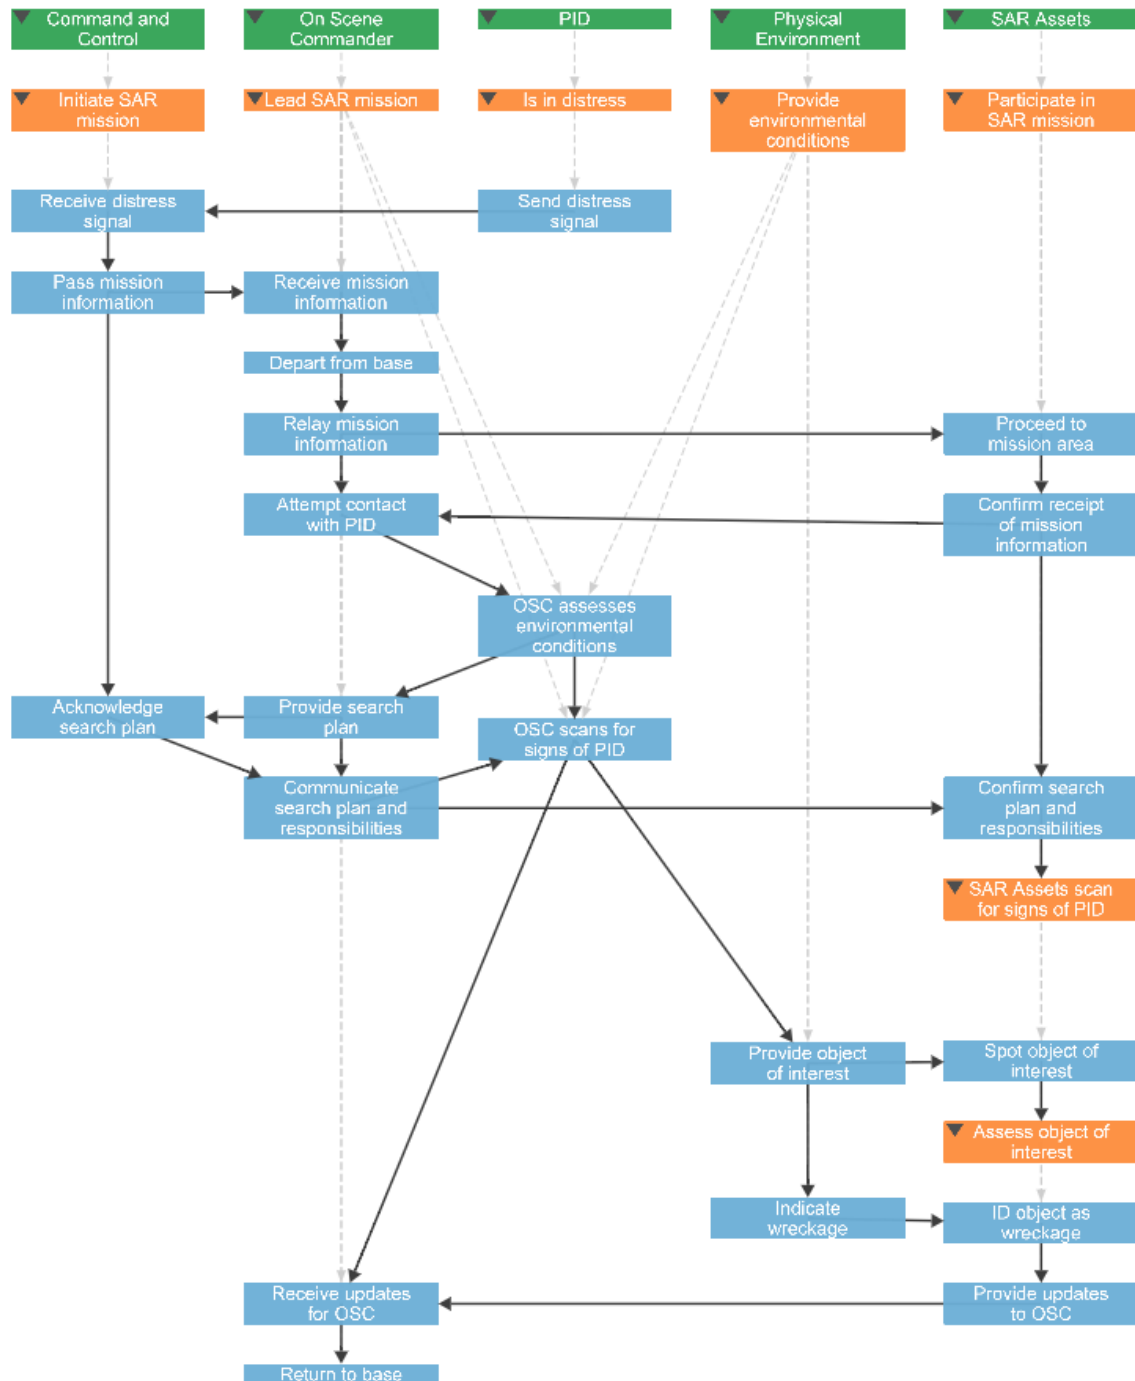 Command and
Control
On Scene
Commander
PID
Physical
Environment
SAR Assets
Initiate SAR
mission
Lead SAR mission
Is in distress
Provide
environmental
conditions
Participate in
SAR mission
Receive distress
signal
Send distress
signal
Pass mission
information
Receive mission
information
Depart from base
Relay mission
information
Proceed to
mission area
Attempt contact
with PID
Confirm receipt
of mission
information
OSC assesses
environmental
conditions
Acknowledge
search plan
Provide search
plan
OSC scans for
signs of PID
Communicate
search plan and
responsibilities
Confirm search
plan and
responsibilities
SAR Assets scan
for signs of PID
Provide object
of interest
Spot object of
interest
Assess object of
interest
Indicate
wreckage
ID object as
wreckage
Receive updates
for OSC
Provide updates
to OSC
Return to base